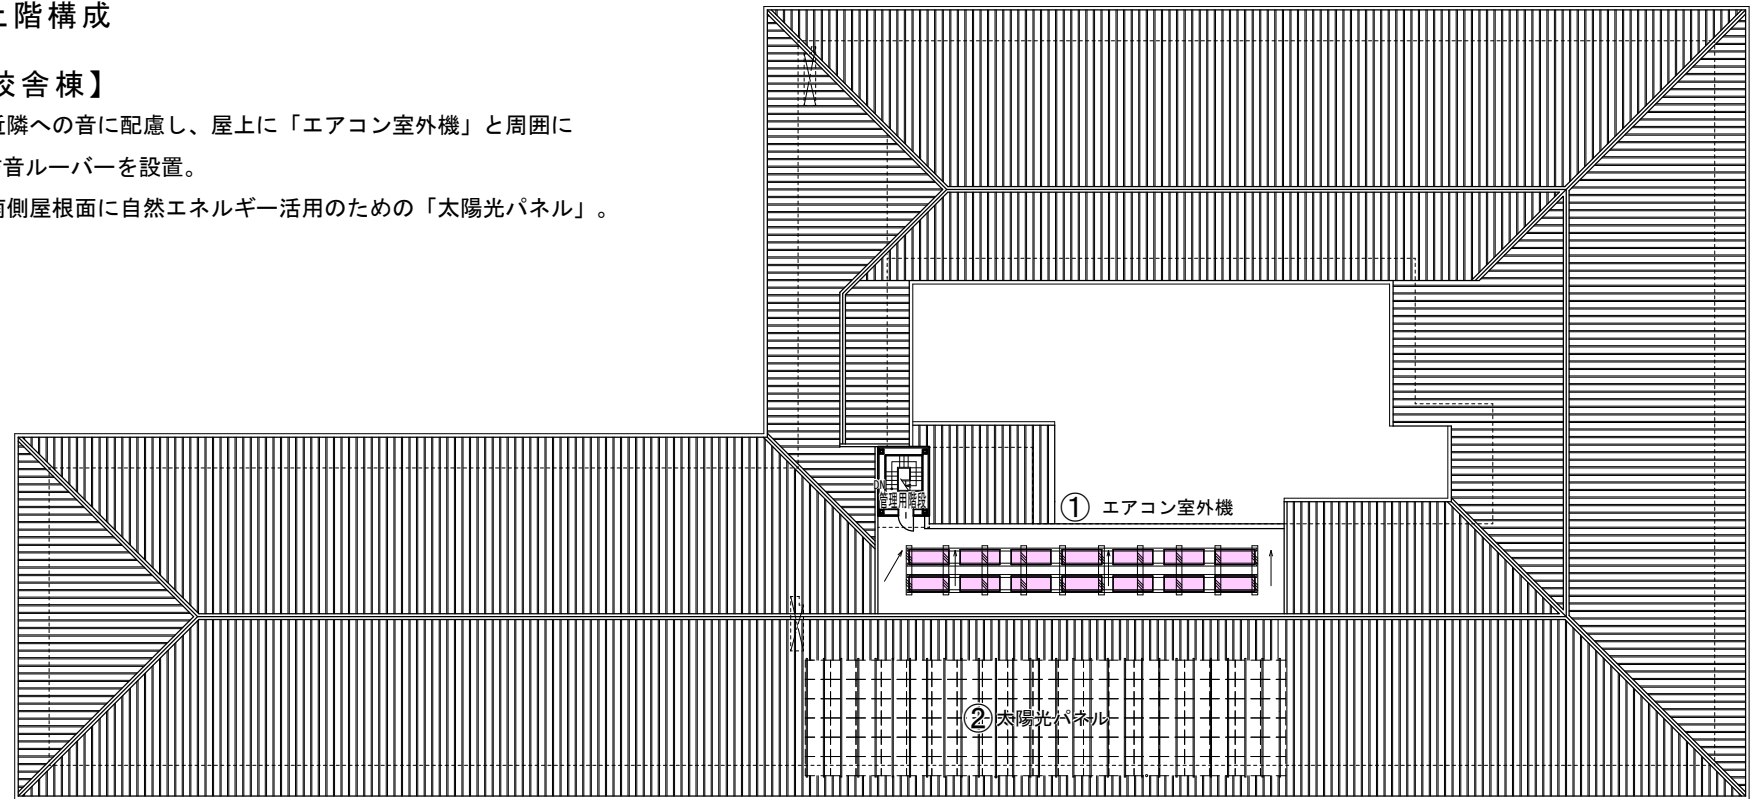 上階構成
校舎棟】
近隣への音に配慮し、屋上に「エアコン室外機」と周囲に
音ルーバーを設置。
南側屋根面に自然エネルギー活用のための「太陽光パネル」。
DN
管理用階段
① エアコン室外機
② 太陽光パネル